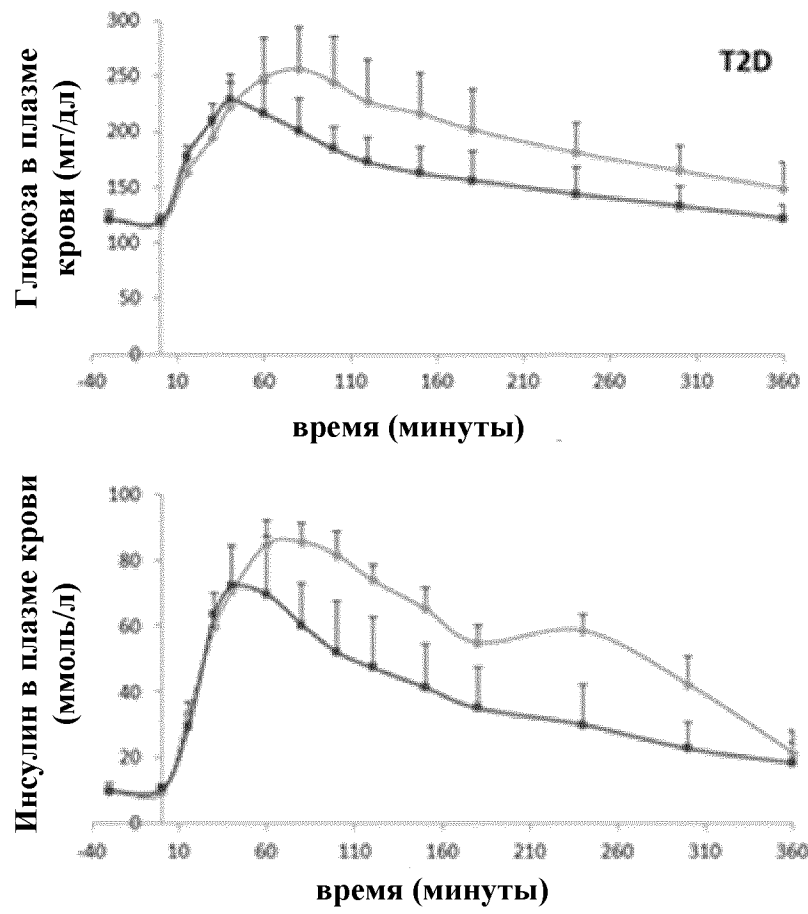 Глюкоза в плазме
крови (мг/дл)
300
250
200
150
100
50
0
T2D
-40 10 60 110 160 210 260 310 360
время (минуты)
Инсулин в плазме крови
(ммоль/л)
100
80
60
40
20
0
-40 10 60 110 160 210 260 310 360
время (минуты)